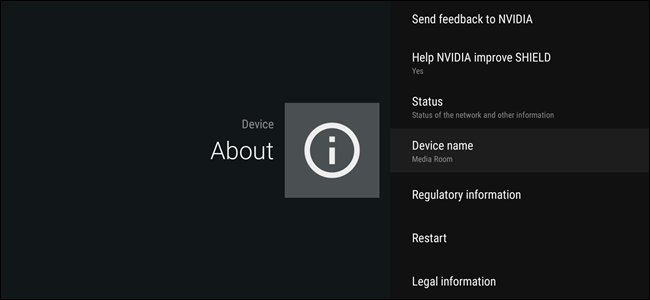 Device
About
Send feedback to NVIDIA
Help NVIDIA improve SHIELD
Yes
Status
Status of the network and other information
Device name
Media Room
Regulatory information
Restart
Legal information